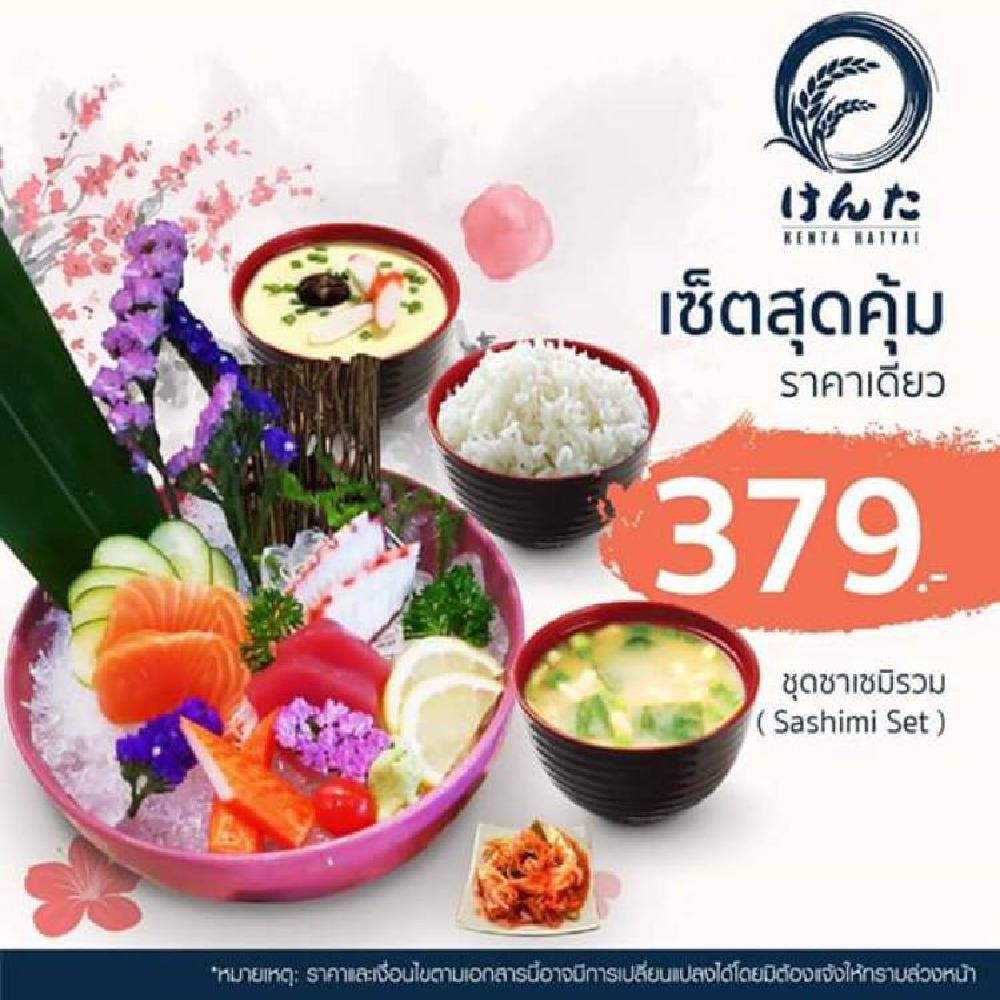 けんた
KENTA HATYAI
เซ็ตสุดคุ้ม
ราคาเดียว
379.-
ชุดซาเซมิรวม
( Sashimi Set )
*หมายเหตุ: ราคาและเงื่อนไขตามเอกสารนี้อาจมีการเปลี่ยนแปลงได้โดยมิต้องแจ้งให้ทราบล่วงหน้า